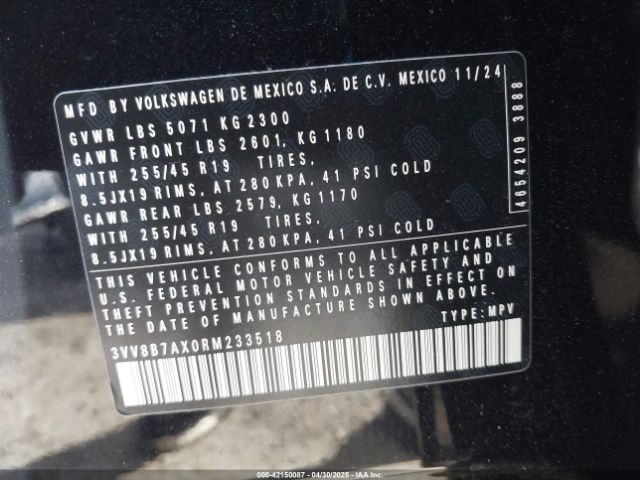 MFD BY VOLKSWAGEN DE MEXICO S.A. DE C.V. MEXICO 11/24
GVWR LBS 5071 KG 2300
GAWR FRONT LBS 2601, KG 1180
WITH 255/45 R19 TIRES,
8.5JX19 RIMS, AT 280 KPA, 41 PSI COLD
GAWR REAR LBS 2579, KG 1170
WITH 255/45 R19 TIRES,
8.5JX19 RIMS, AT 280 KPA, 41 PSI COLD
4654209 3888
THIS VEHICLE CONFORMS TO ALL APPLICABLE
U.S. FEDERAL MOTOR VEHICLE SAFETY AND
THEFT PREVENTION STANDARDS IN EFFECT ON
THE DATE OF MANUFACTURE SHOWN ABOVE.
TYPE: MPV
3VV8B7AX0RM233518
000-42150087 - 04/30/2025 - IAA Inc.